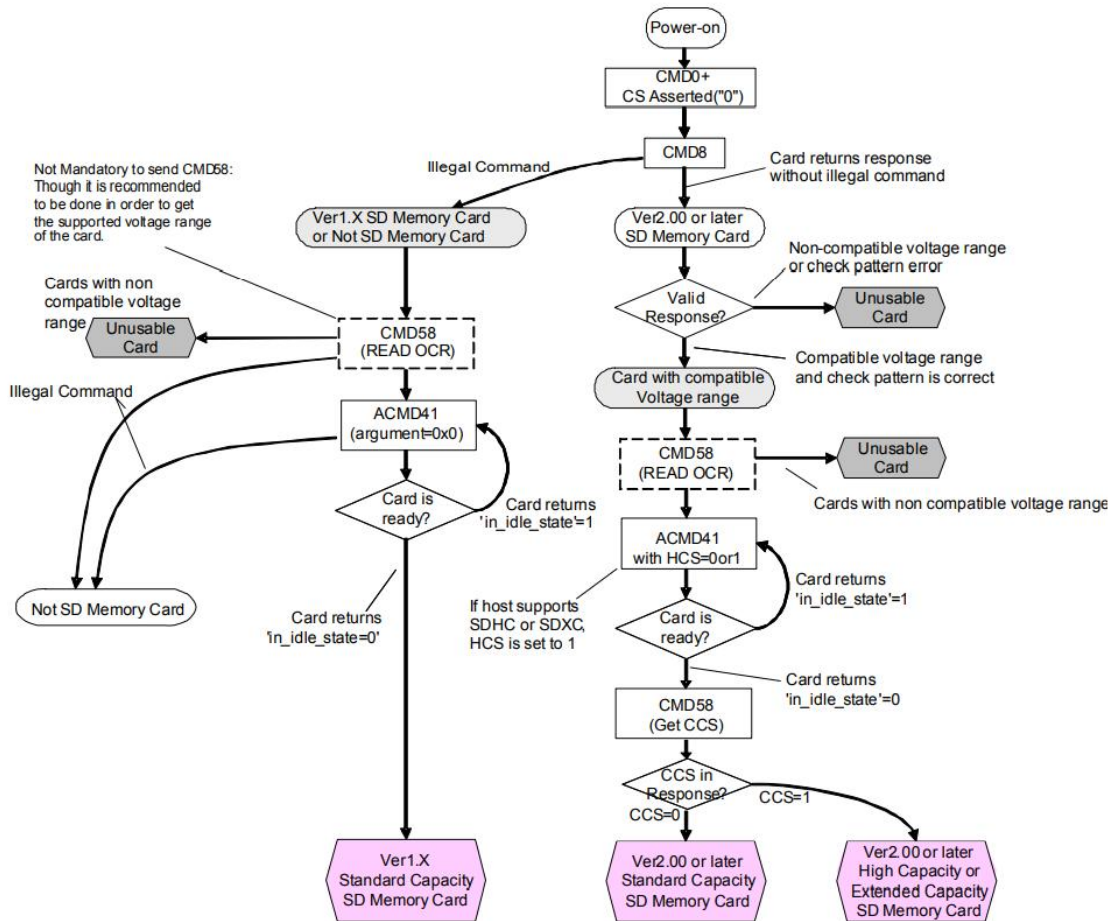 Power-on
CMD0+
CS Asserted("0")
CMD8
Illegal Command
Card returns response
without illegal command
Not Mandatory to send CMD58:
Though it is recommended
to be done in order to get
the supported voltage range
of the card.
Ver1.X SD Memory Card
or Not SD Memory Card
Ver2.00 or later
SD Memory Card
Non-compatible voltage range
or check pattern error
Cards with non
compatible voltage
range
Unusable
Card
CMD58
(READ OCR)
Valid
Response?
Unusable
Card
Compatible voltage range
and check pattern is correct
Card with compatible
Voltage range
Illegal Command
ACMD41
(argument=0x0)
CMD58
(READ OCR)
Unusable
Card
Cards with non compatible voltage range
Card is
ready?
Card returns
'in_idle_state'=1
ACMD41
with HCS=0or1
Card returns
'in_idle_state'=1
If host supports
SDHC or SDXC,
HCS is set to 1
Card is
ready?
Not SD Memory Card
Card returns
'in_idle_state=0'
Card returns
'in_idle_state'=0
CMD58
(Get CCS)
CCS in
Response?
CCS=0
CCS=1
Ver1.X
Standard Capacity
SD Memory Card
Ver2.00 or later
Standard Capacity
SD Memory Card
Ver2.00 or later
High Capacity or
Extended Capacity
SD Memory Card